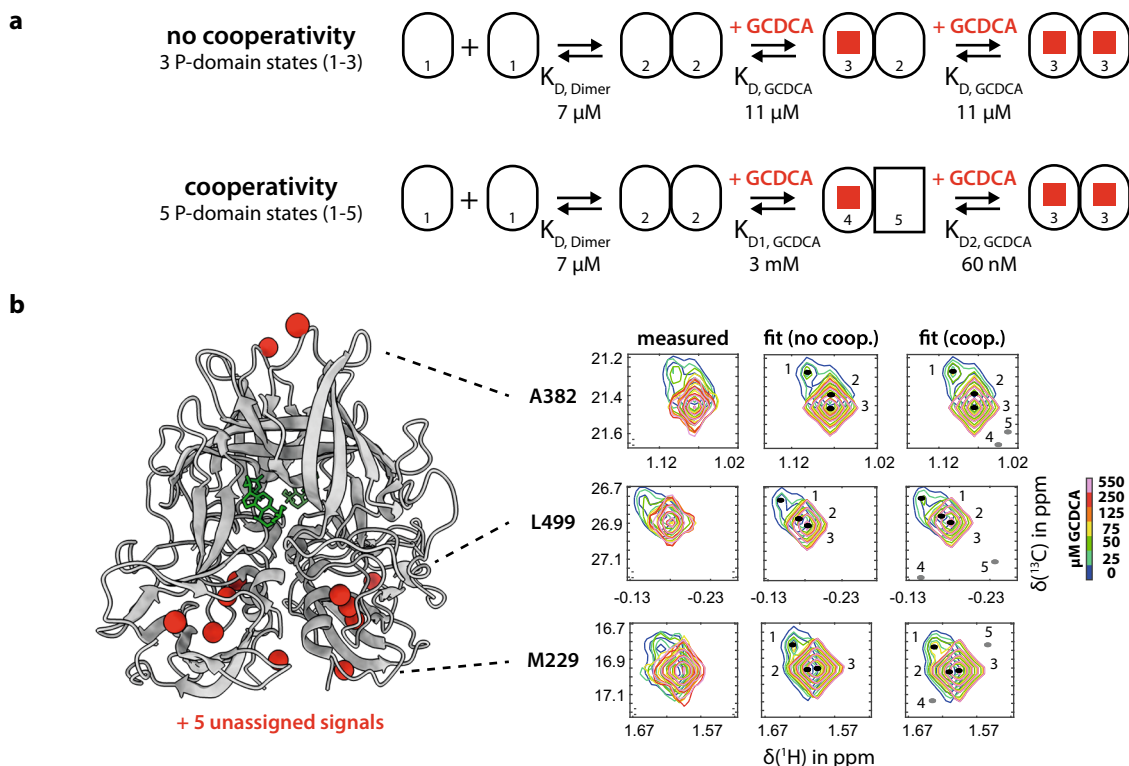 a
no cooperativity
3 P-domain states (1-3)
+ GCDCA + GCDCA
1 + 1 2 2 3 2 3 3
K D, Dimer K D, GCDCA K D, GCDCA
7 µM 11 µM 11 µM
cooperativity
5 P-domain states (1-5)
+ GCDCA + GCDCA
1 + 1 2 2 4 5 3 3
K D, Dimer K D1, GCDCA K D2, GCDCA
7 µM 3 mM 60 nM
b
measured fit (no coop.) fit (coop.)
A382
21.2
21.4
21.6
1 2 3
1 2 3 4 5
1.12 1.02 1.12 1.02 1.12 1.02
L499
26.7
26.9
27.1
1 2 3
1 2 3 4 5
-0.13 -0.23 -0.13 -0.23 -0.13 -0.23
M229
16.7
16.9
17.1
1 2 3
1 2 3 4 5
1.67 1.57 1.67 1.57 1.67 1.57
δ(¹H) in ppm
δ(¹³C) in ppm
µM GCDCA
550
250
125
75
50
25
0
+ 5 unassigned signals